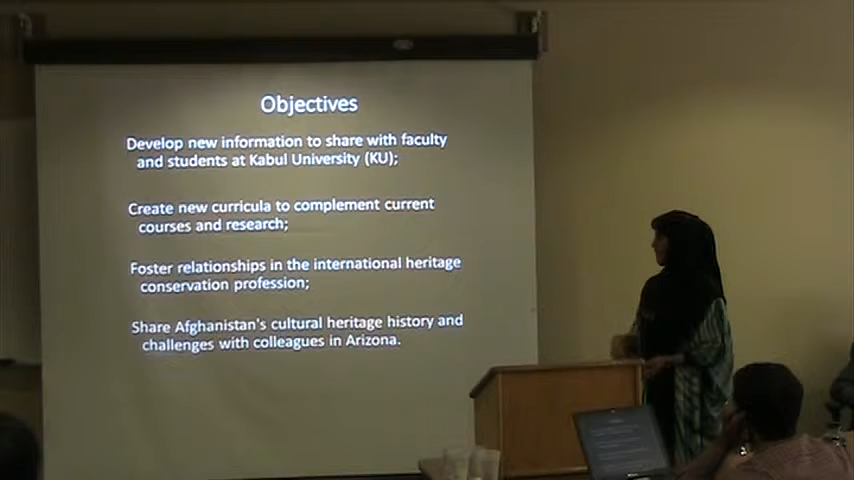 Objectives
Develop new information to share with faculty
and students at Kabul University (KU);
Create new curricula to complement current
courses and research;
Foster relationships in the international heritage
conservation profession;
Share Afghanistan's cultural heritage history and
challenges with colleagues in Arizona.